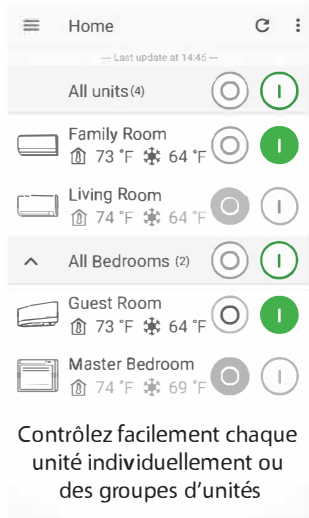 Home
— Last update at 14:45 —
All units (4)
Family Room
73 °F 64 °F
Living Room
74 °F 64 °F
All Bedrooms (2)
Guest Room
73 °F 64 °F
Master Bedroom
74 °F 69 °F
Contrôlez facilement chaque
unité individuellement ou
des groupes d'unités